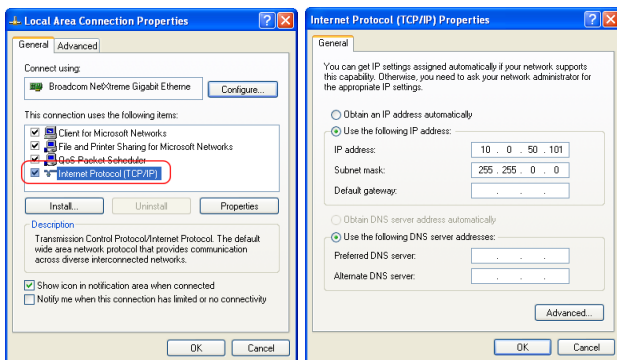 Local Area Connection Properties
General
Advanced
Connect using:
Broadcom NetXtreme Gigabit Etherne
Configure...
This connection uses the following items:
Client for Microsoft Networks
File and Printer Sharing for Microsoft Networks
QoS Packet Scheduler
Internet Protocol (TCP/IP)
Install...
Uninstall
Properties
Description
Transmission Control Protocol/Internet Protocol. The default
wide area network protocol that provides communication
across diverse interconnected networks.
Show icon in notification area when connected
Notify me when this connection has limited or no connectivity
OK
Cancel
Internet Protocol (TCP/IP) Properties
General
You can get IP settings assigned automatically if your network supports
this capability. Otherwise, you need to ask your network administrator for
the appropriate IP settings.
Obtain an IP address automatically
Use the following IP address:
IP address: 10 . 0 . 50 . 101
Subnet mask: 255 . 255 . 0 . 0
Default gateway: . . .
Obtain DNS server address automatically
Use the following DNS server addresses:
Preferred DNS server: . . .
Alternate DNS server: . . .
Advanced...
OK
Cancel